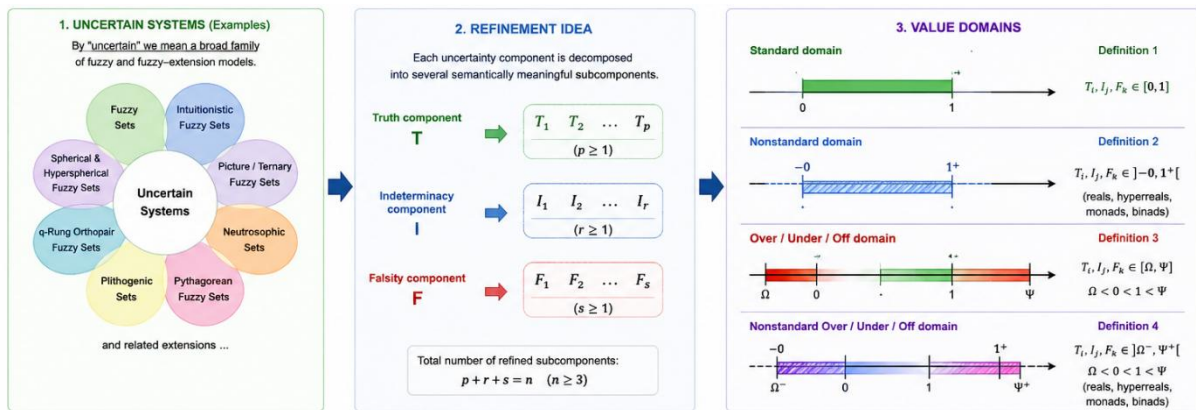 1. UNCERTAIN SYSTEMS (Examples)
By "uncertain" we mean a broad family
of fuzzy and fuzzy–extension models.
Fuzzy
Sets
Intuitionistic
Fuzzy Sets
Spherical &
Hyperspherical
Fuzzy Sets
Picture / Ternary
Fuzzy Sets
Uncertain
Systems
q-Rung Orthopair
Fuzzy Sets
Neutrosophic
Sets
Plithogenic
Sets
Pythagorean
Fuzzy Sets
and related extensions ...
2. REFINEMENT IDEA
Each uncertainty component is decomposed
into several semantically meaningful subcomponents.
Truth component
T
T₁ T₂ … Tₚ
(p ≥ 1)
Indeterminacy
component
I
I₁ I₂ … Iᵣ
(r ≥ 1)
Falsity component
F
F₁ F₂ … Fₛ
(s ≥ 1)
Total number of refined subcomponents:
p + r + s = n (n ≥ 3)
3. VALUE DOMAINS
Standard domain
Definition 1
0 1
Tᵢ, Iⱼ, Fₖ ∈ [0, 1]
Nonstandard domain
Definition 2
−0 1⁺
Tᵢ, Iⱼ, Fₖ ∈ ]−0, 1⁺[
(reals, hyperreals,
monads, binads)
Over / Under / Off domain
Definition 3
Ω 0 1 Ψ
Tᵢ, Iⱼ, Fₖ ∈ [Ω, Ψ]
Ω < 0 < 1 < Ψ
Nonstandard Over / Under / Off domain
Definition 4
−0 1⁺
Ω⁻ 0 1 Ψ⁺
Tᵢ, Iⱼ, Fₖ ∈ ]Ω⁻, Ψ⁺[
Ω < 0 < 1 < Ψ
(reals, hyperreals,
monads, binads)